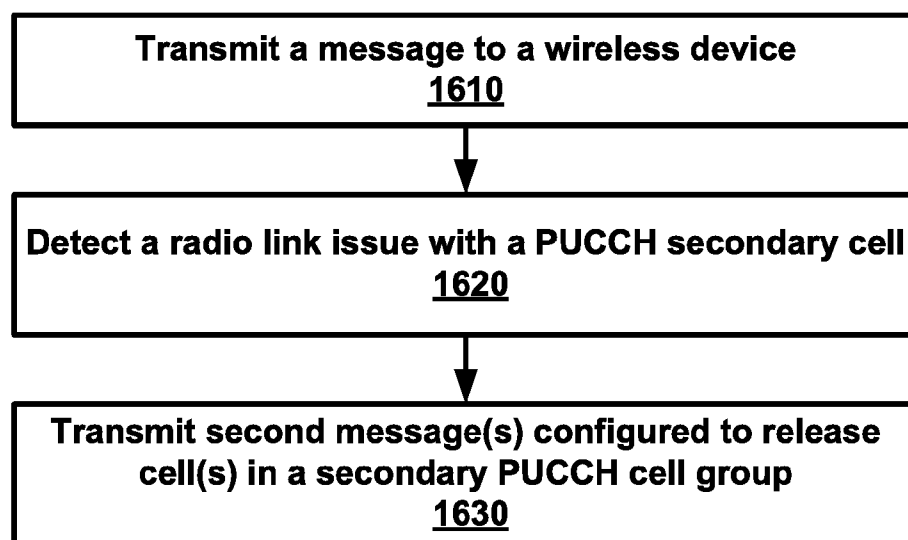 Transmit a message to a wireless device
1610
Detect a radio link issue with a PUCCH secondary cell
1620
Transmit second message(s) configured to release
cell(s) in a secondary PUCCH cell group
1630